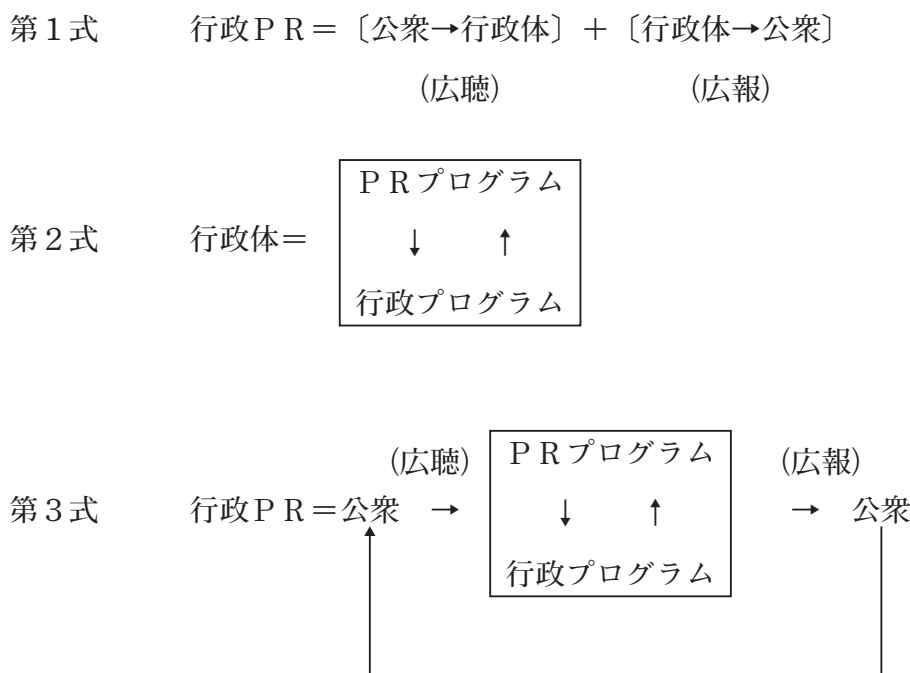 第１式　行政ＰＲ＝〔公衆→行政体〕＋〔行政体→公衆〕
(広聴)　(広報)
ＰＲプログラム
第２式　行政体＝　↓　↑
行政プログラム
(広聴)　ＰＲプログラム　(広報)
第３式　行政ＰＲ＝公衆　→　↓　↑　→　公衆
行政プログラム